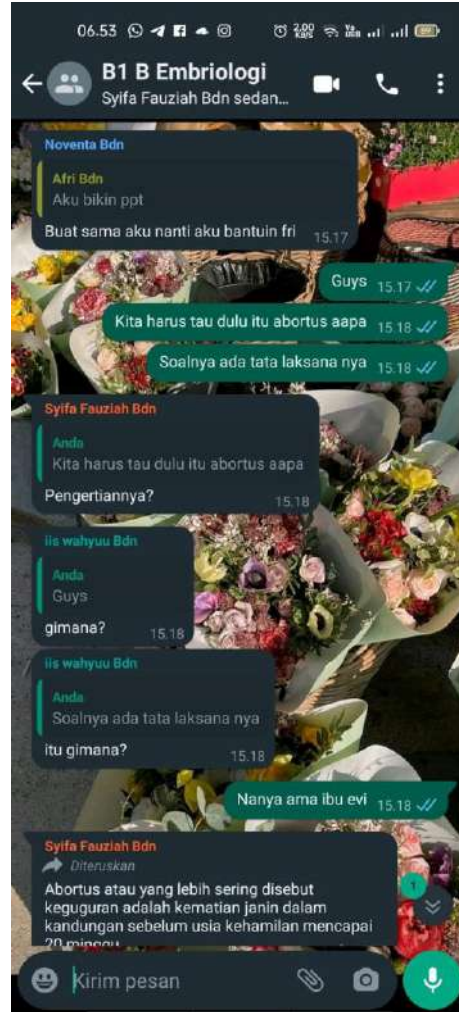 06.53
2.00 KB/S
B1 B Embriologi
Syifa Fauziah Bdn sedan...
Noventa Bdn
Afri Bdn
Aku bikin ppt
Buat sama aku nanti aku bantuin fri 15.17
Guys 15.17
Kita harus tau dulu itu abortus aapa 15.18
Soalnya ada tata laksana nya 15.18
Syifa Fauziah Bdn
Anda
Kita harus tau dulu itu abortus aapa
Pengertiannya? 15.18
iis wahyuu Bdn
Anda
Guys
gimana? 15.18
iis wahyuu Bdn
Anda
Soalnya ada tata laksana nya
itu gimana? 15.18
Nanya ama ibu evi 15.18
Syifa Fauziah Bdn
Diteruskan
Abortus atau yang lebih sering disebut
keguguran adalah kematian janin dalam
kandungan sebelum usia kehamilan mencapai
20 minggu
1
Kirim pesan